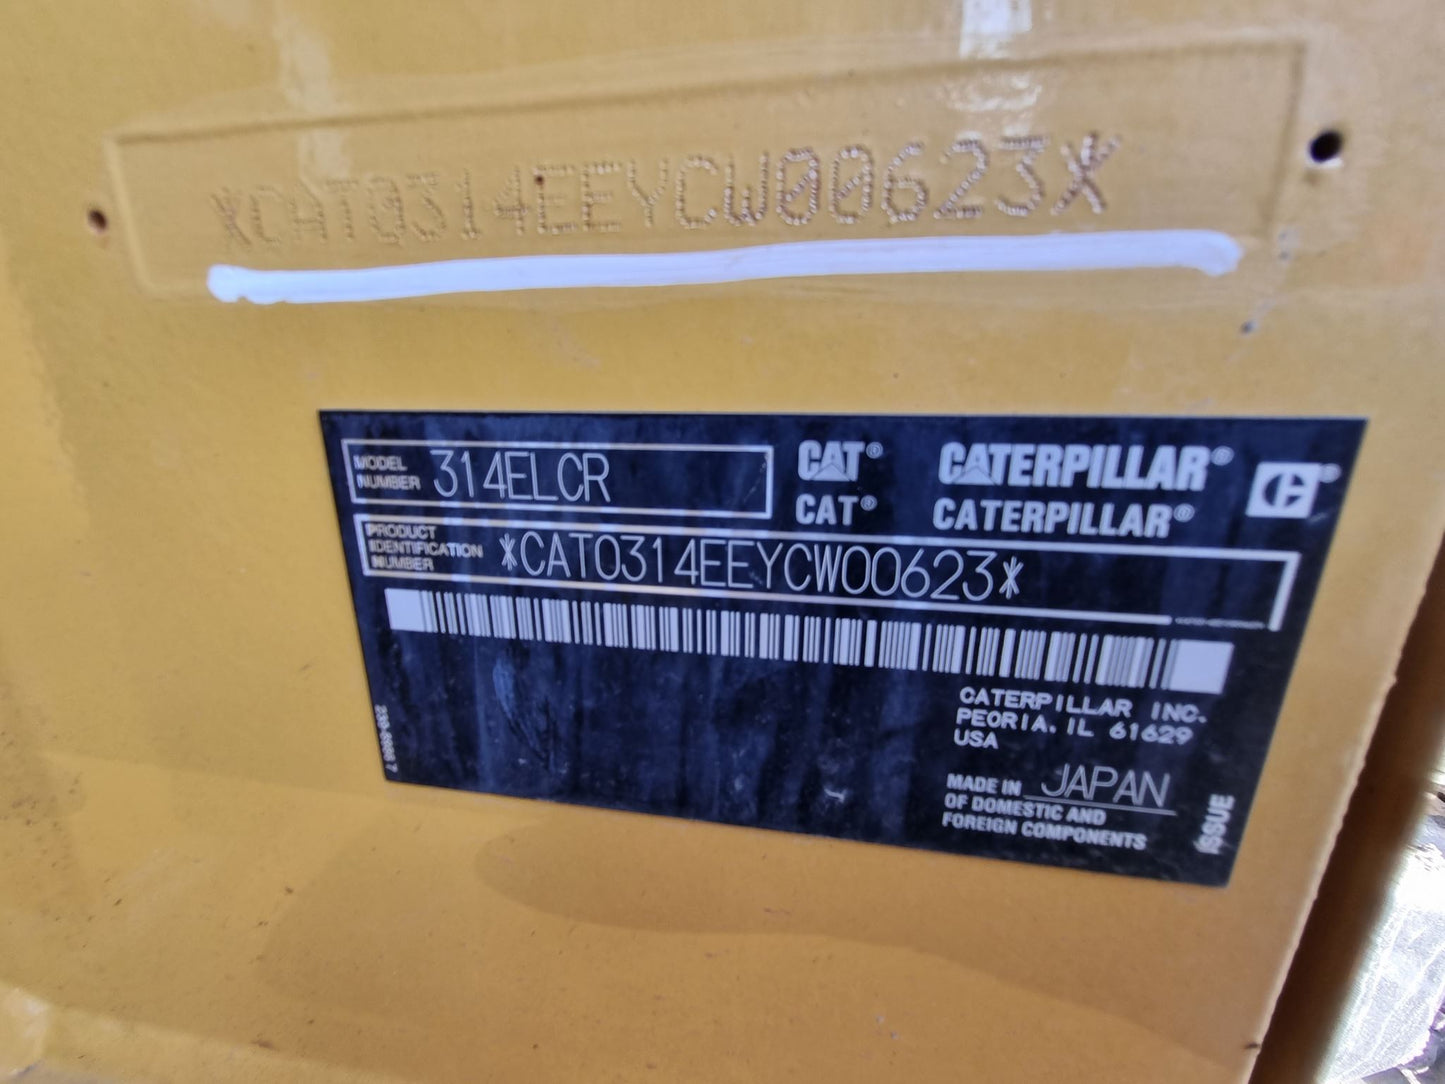 *CAT0314EEYCW00623*
MODEL NUMBER 314ELCR
CAT® CATERPILLAR®
CAT® CATERPILLAR®
PRODUCT IDENTIFICATION NUMBER *CAT0314EEYCW00623*
CATERPILLAR INC.
PEORIA, IL 61629
USA
MADE IN JAPAN
OF DOMESTIC AND
FOREIGN COMPONENTS
ISSUE